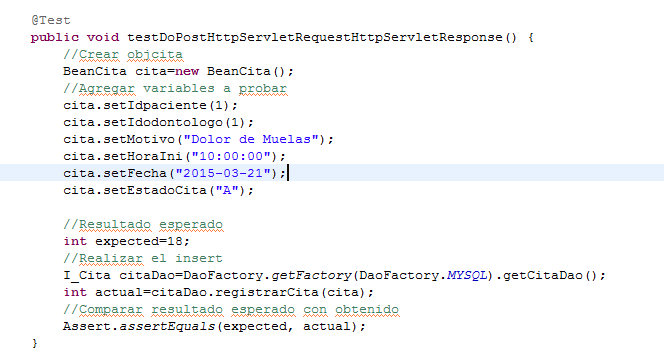 @Test
public void testDoPostHttpServletRequestHttpServletResponse() {
//Crear objcita
BeanCita cita=new BeanCita();
//Agregar variables a probar
cita.setIdpaciente(1);
cita.setIdodontologo(1);
cita.setMotivo("Dolor de Muelas");
cita.setHoraIni("10:00:00");
cita.setFecha("2015-03-21");
cita.setEstadoCita("A");
//Resultado esperado
int expected=18;
//Realizar el insert
I_Cita citaDao=DaoFactory.getFactory(DaoFactory.MYSQL).getCitaDao();
int actual=citaDao.registrarCita(cita);
//Comparar resultado esperado con obtenido
Assert.assertEquals(expected, actual);
}